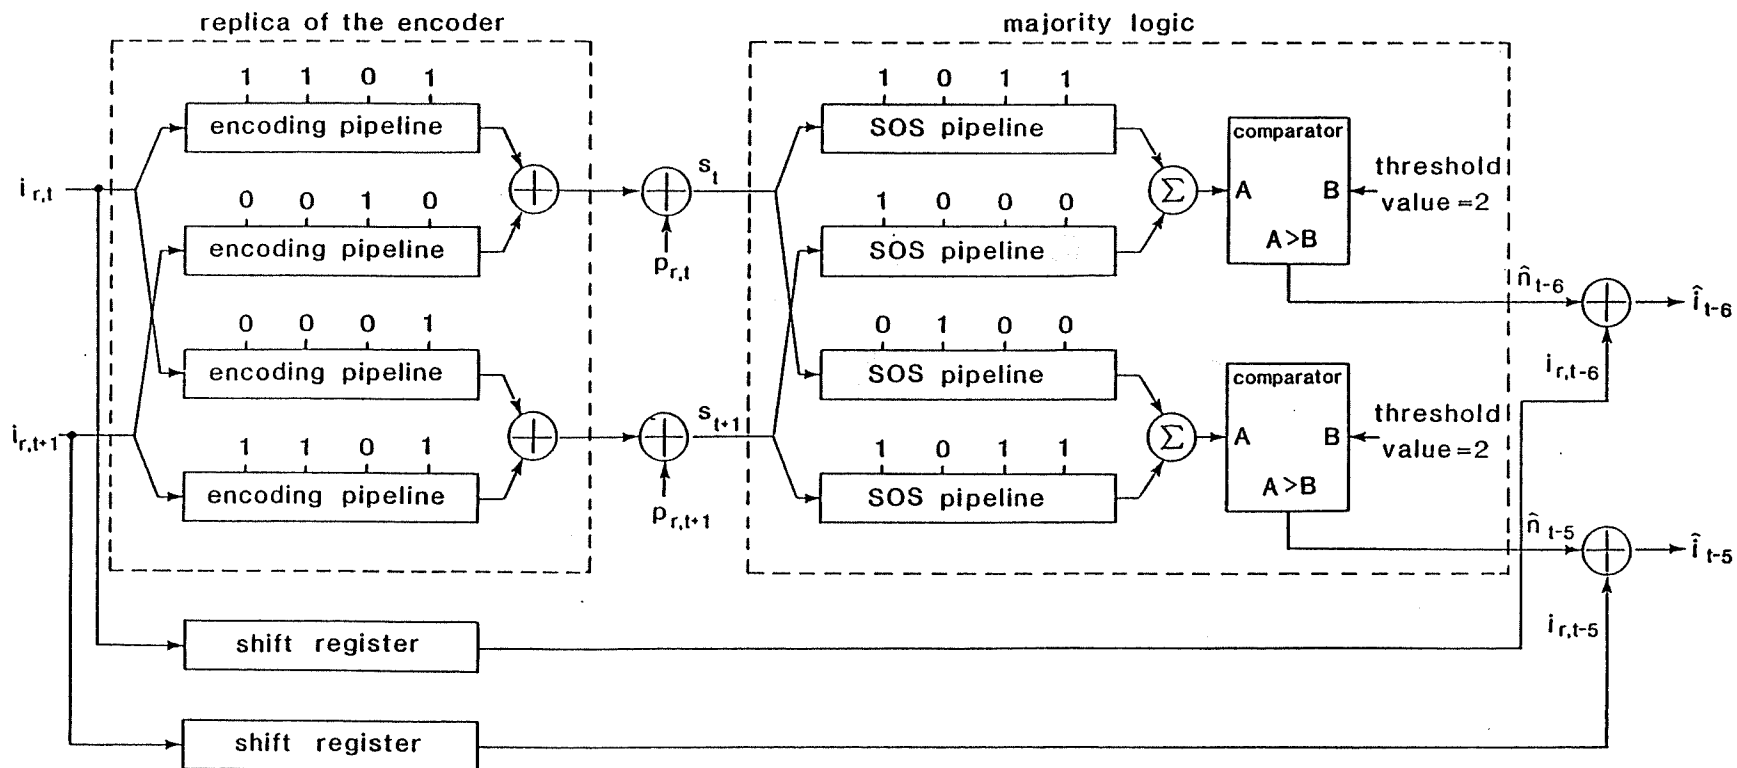 replica of the encoder
majority logic
1 1 0 1
encoding pipeline
0 0 1 0
encoding pipeline
0 0 0 1
encoding pipeline
1 1 0 1
encoding pipeline
i r,t
i r,t+1
s t
p r,t
s t+1
p r,t+1
1 0 1 1
SOS pipeline
1 0 0 0
SOS pipeline
0 1 0 0
SOS pipeline
1 0 1 1
SOS pipeline
Σ
comparator
A B
A>B
threshold
value=2
Σ
comparator
A B
A>B
threshold
value=2
n̂ t-6
î t-6
i r,t-6
n̂ t-5
î t-5
i r,t-5
shift register
shift register